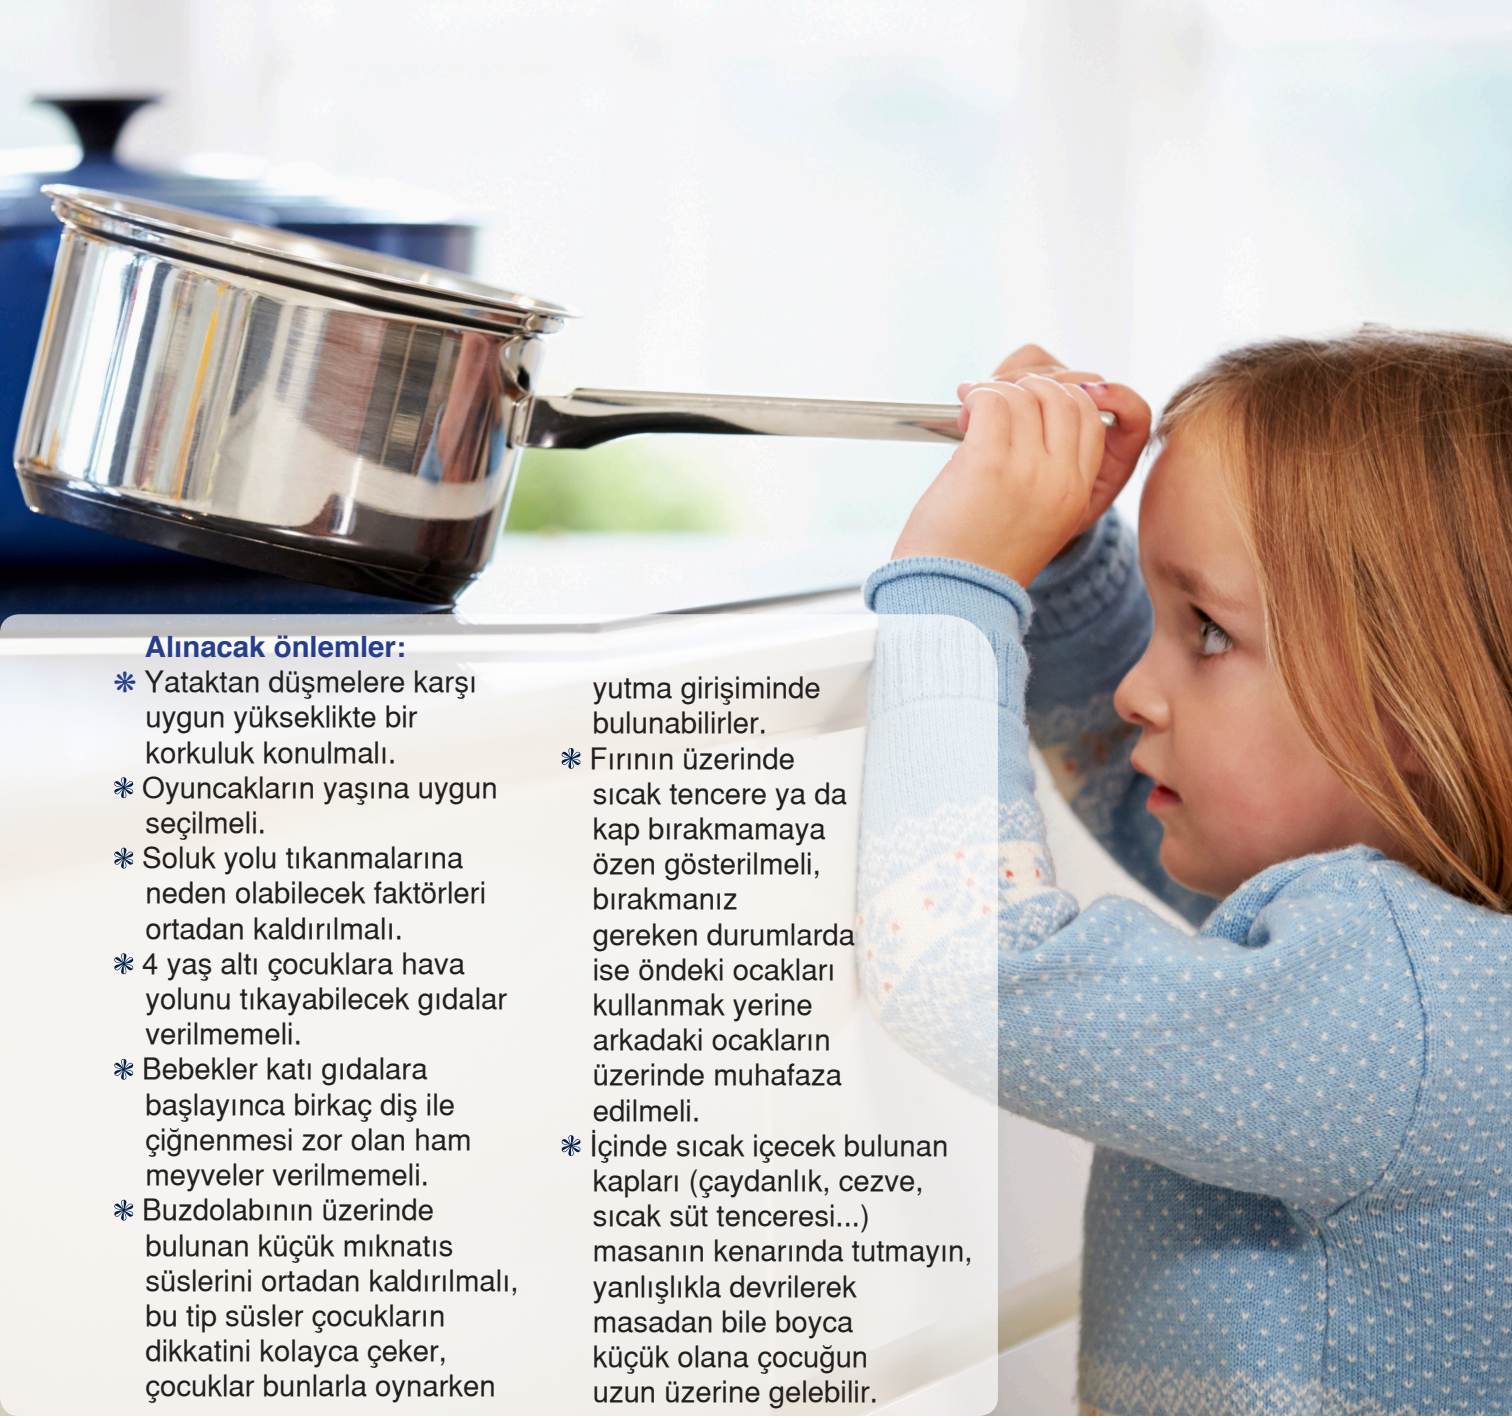 Alınacak önlemler:
❋ Yataktan düşmelere karşı
uygun yükseklikte bir
korkuluk konulmalı.
❋ Oyuncakların yaşına uygun
seçilmeli.
❋ Soluk yolu tıkanmalarına
neden olabilecek faktörleri
ortadan kaldırılmalı.
❋ 4 yaş altı çocuklara hava
yolunu tıkayabilecek gıdalar
verilmemeli.
❋ Bebekler katı gıdalara
başlayınca birkaç diş ile
çiğnenmesi zor olan ham
meyveler verilmemeli.
❋ Buzdolabının üzerinde
bulunan küçük mıknatıs
süslerini ortadan kaldırılmalı,
bu tip süsler çocukların
dikkatini kolayca çeker,
çocuklar bunlarla oynarken
yutma girişiminde
bulunabilirler.
❋ Fırının üzerinde
sıcak tencere ya da
kap bırakmamaya
özen gösterilmeli,
bırakmanız
gereken durumlarda
ise öndeki ocakları
kullanmak yerine
arkadaki ocakların
üzerinde muhafaza
edilmeli.
❋ İçinde sıcak içecek bulunan
kapları (çaydanlık, cezve,
sıcak süt tenceresi...)
masanın kenarında tutmayın,
yanlışlıkla devrilerek
masadan bile boyca
küçük olana çocuğun
uzun üzerine gelebilir.